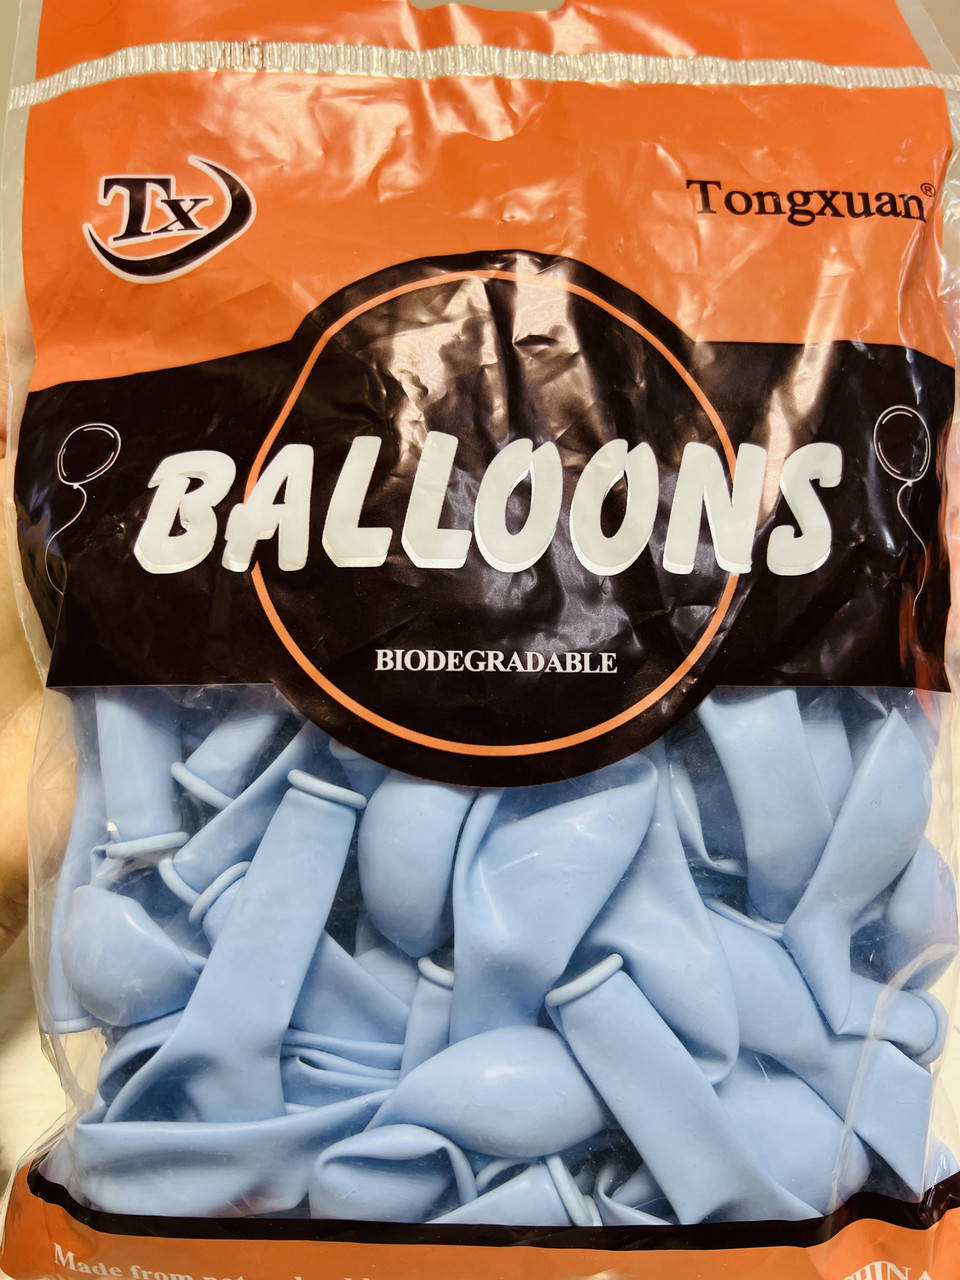 Tx
Tongxuan®
BALLOONS
BIODEGRADABLE
Made from